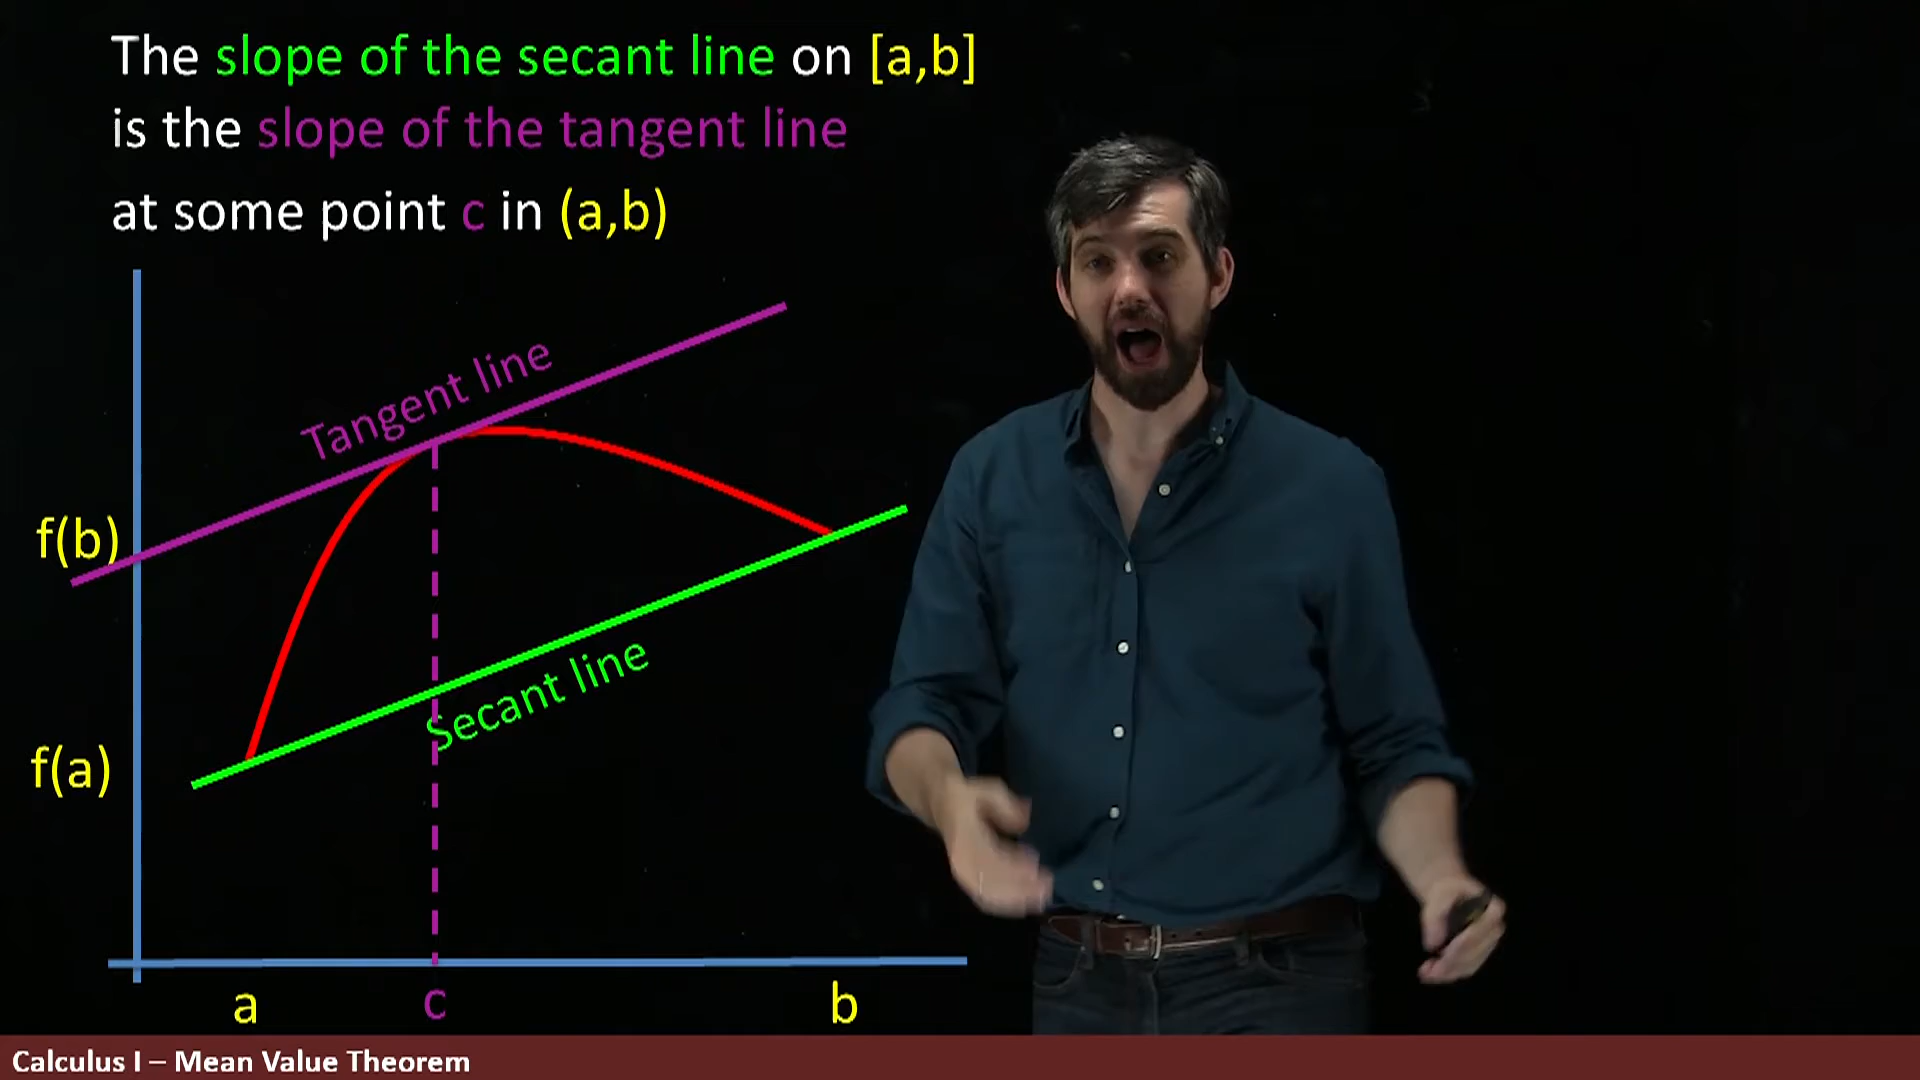 The slope of the secant line on [a,b]
is the slope of the tangent line
at some point c in (a,b)
Tangent line
f(b)
Secant line
f(a)
a
c
b
Calculus I – Mean Value Theorem